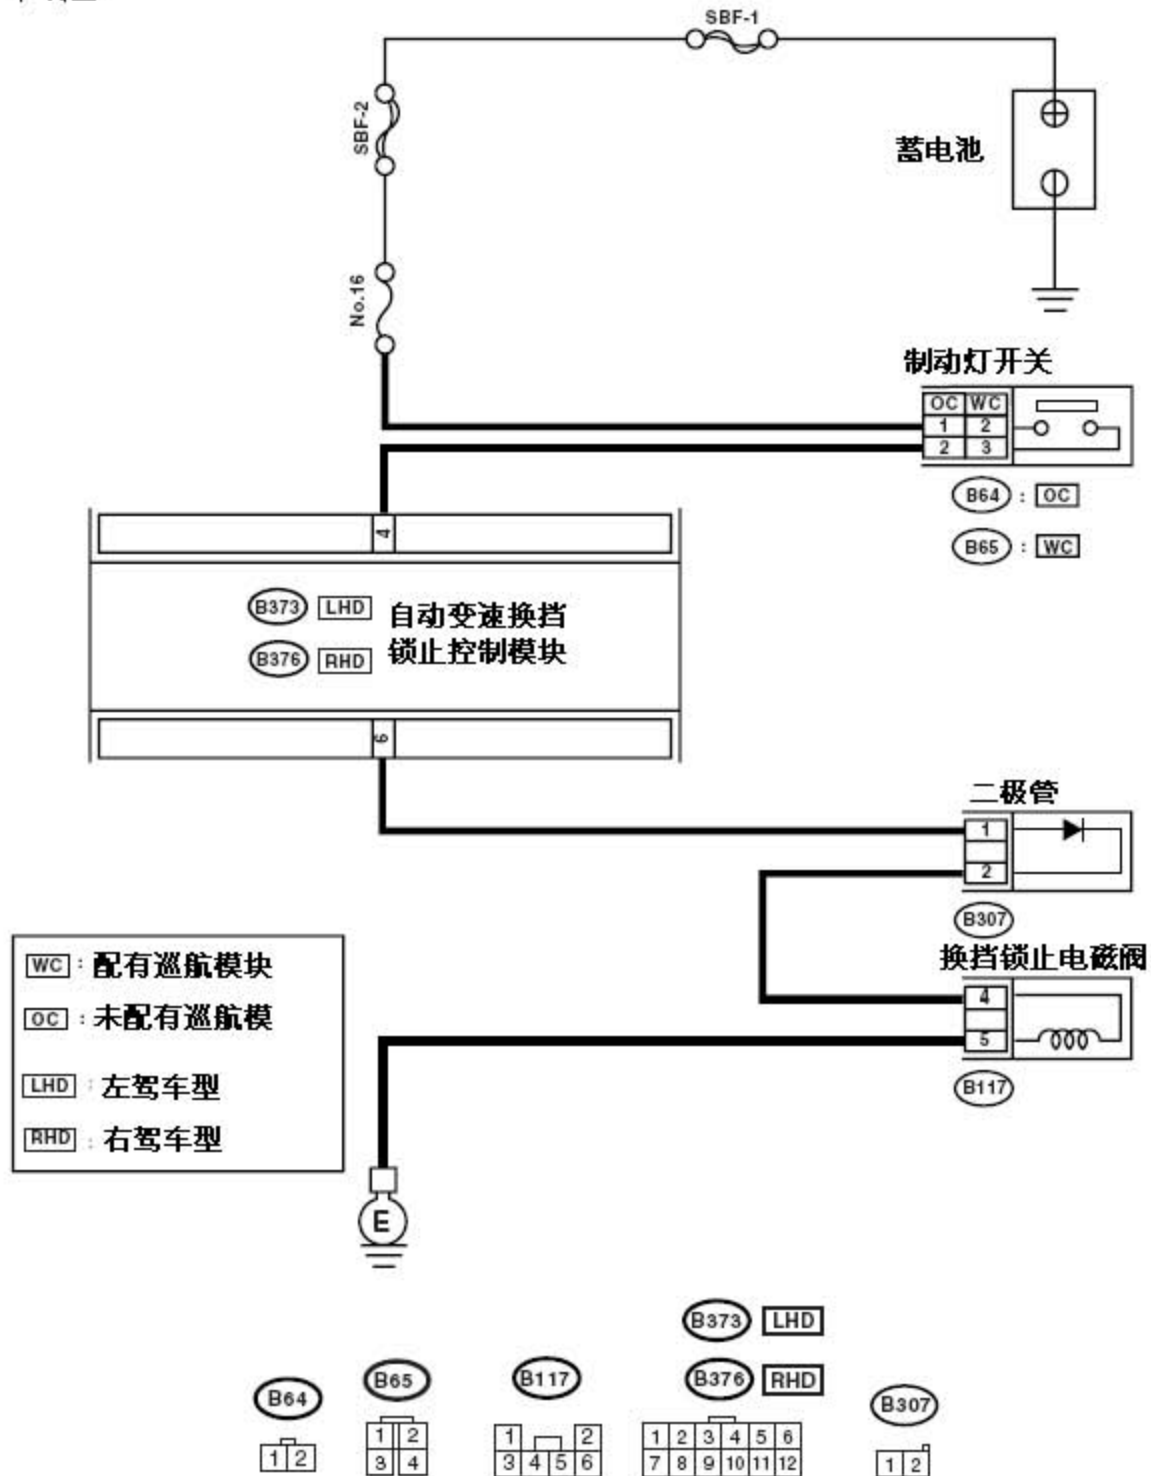 SBF-1
SBF-2
蓄电池
No.16
制动灯开关
OC WC
1 2
2 3
B64 : OC
B65 : WC
4
B373 LHD 自动变速换挡
B376 RHD 锁止控制模块
6
二极管
1
2
B307
换挡锁止电磁阀
4
5
B117
WC : 配有巡航模块
OC : 未配有巡航模
LHD : 左驾车型
RHD : 右驾车型
E
B373 LHD
B64 B65 B117 B376 RHD B307
1 2
1 2
3 4
1 2
3 4 5 6
1 2 3 4 5 6
7 8 9 10 11 12
1 2